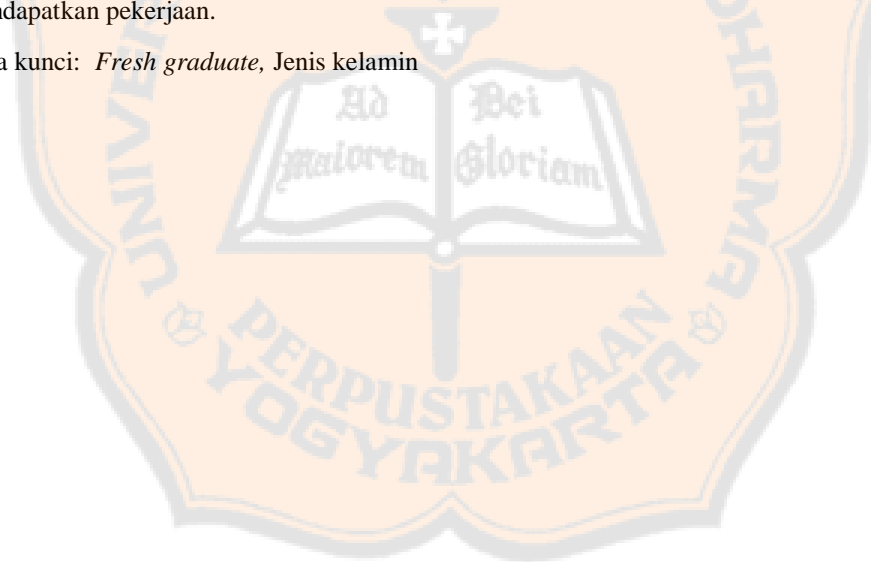 ndapatkan pekerjaan.
a kunci: Fresh graduate, Jenis kelamin
Ad Dei
maiorem Gloriam
PERPUSTAKAAN
YOGYAKARTA